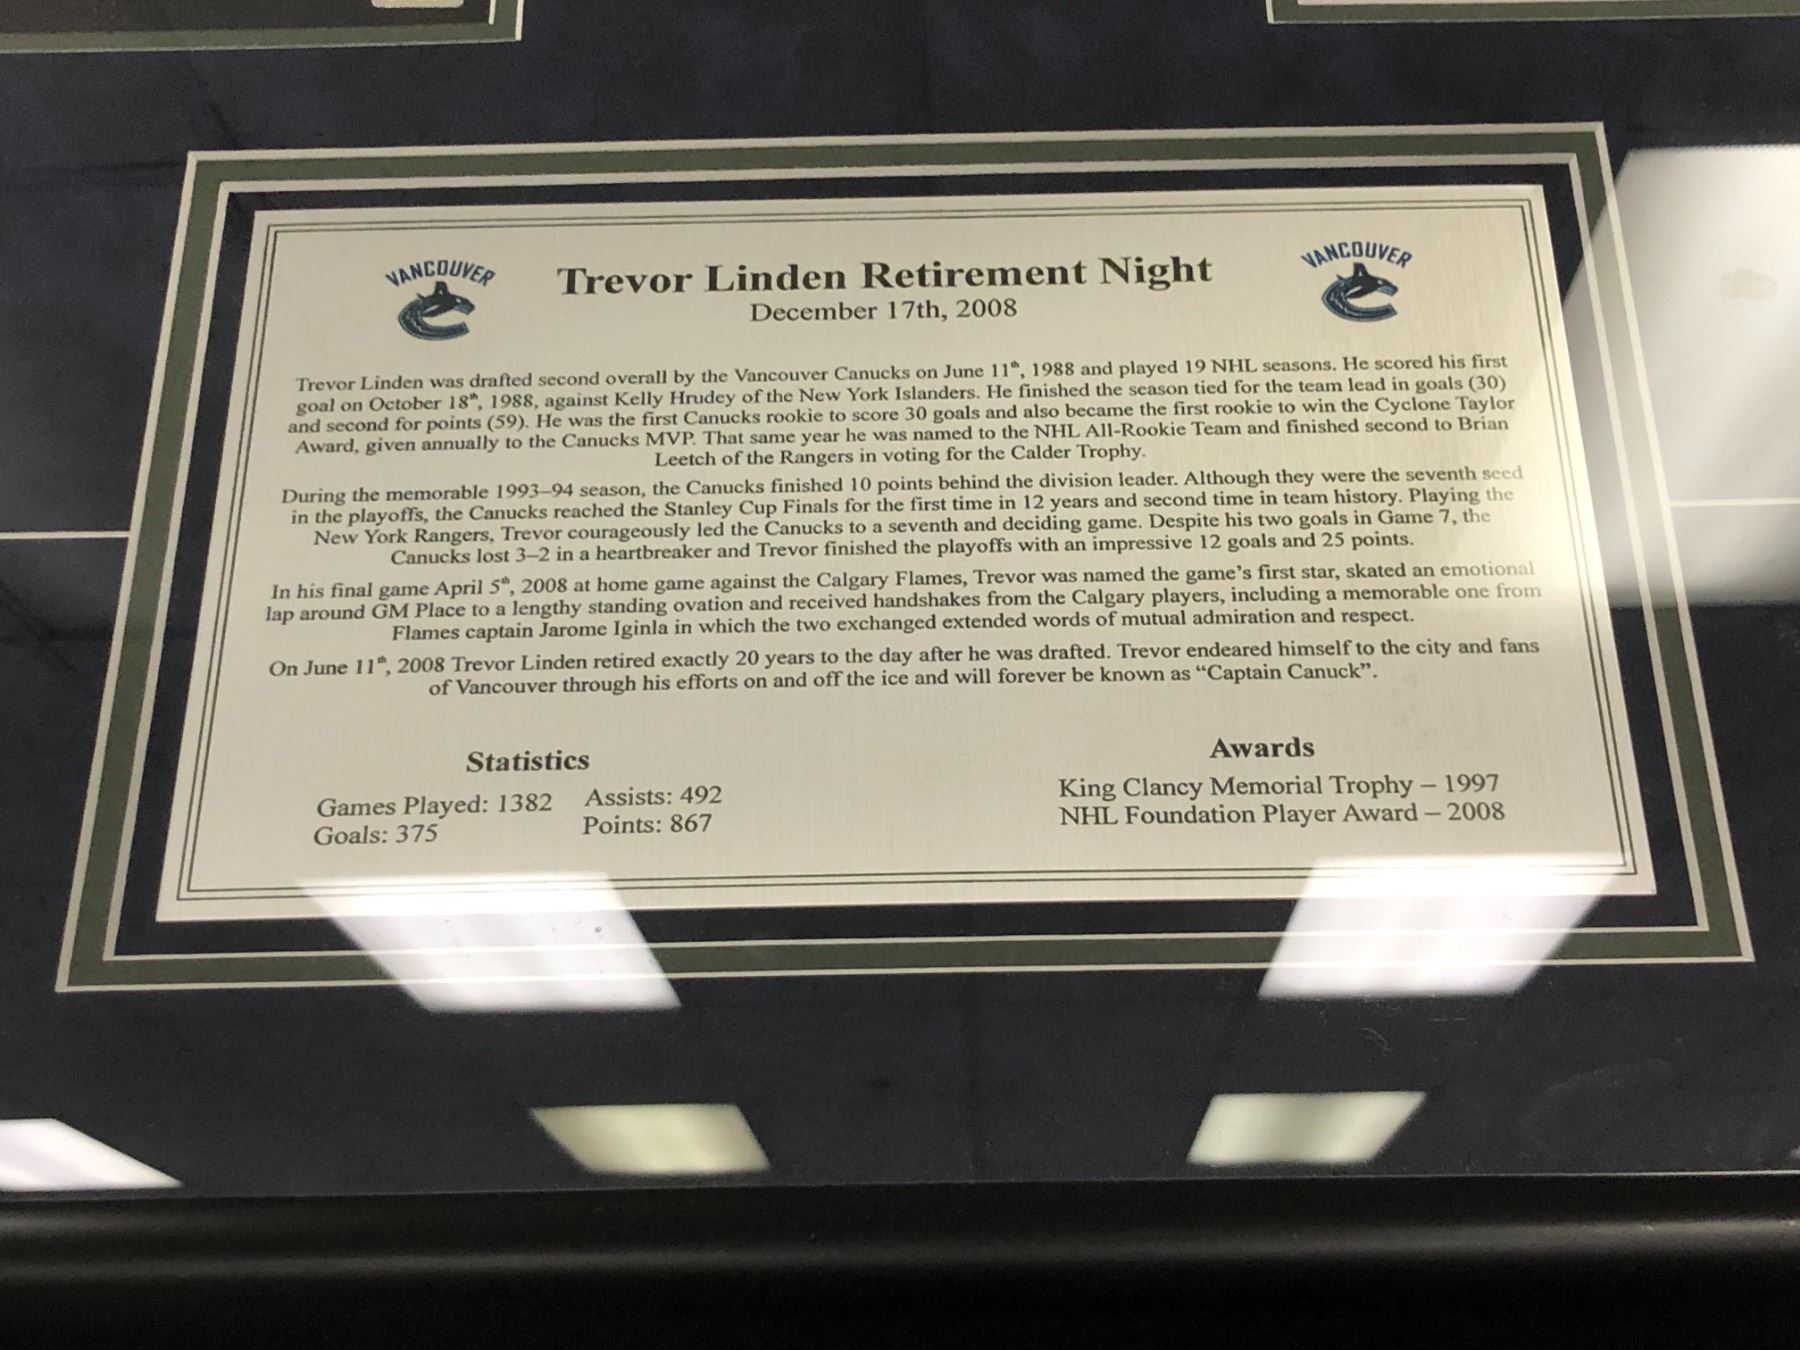 VANCOUVER
Trevor Linden Retirement Night
VANCOUVER
December 17th, 2008
Trevor Linden was drafted second overall by the Vancouver Canucks on June 11th, 1988 and played 19 NHL seasons. He scored his first
goal on October 18th, 1988, against Kelly Hrudey of the New York Islanders. He finished the season tied for the team lead in goals (30)
and second for points (59). He was the first Canucks rookie to score 30 goals and also became the first rookie to win the Cyclone Taylor
Award, given annually to the Canucks MVP. That same year he was named to the NHL All-Rookie Team and finished second to Brian
Leetch of the Rangers in voting for the Calder Trophy.
During the memorable 1993–94 season, the Canucks finished 10 points behind the division leader. Although they were the seventh seed
in the playoffs, the Canucks reached the Stanley Cup Finals for the first time in 12 years and second time in team history. Playing the
New York Rangers, Trevor courageously led the Canucks to a seventh and deciding game. Despite his two goals in Game 7, the
Canucks lost 3–2 in a heartbreaker and Trevor finished the playoffs with an impressive 12 goals and 25 points.
In his final game April 5th, 2008 at home game against the Calgary Flames, Trevor was named the game's first star, skated an emotional
lap around GM Place to a lengthy standing ovation and received handshakes from the Calgary players, including a memorable one from
Flames captain Jarome Iginla in which the two exchanged extended words of mutual admiration and respect.
On June 11th, 2008 Trevor Linden retired exactly 20 years to the day after he was drafted. Trevor endeared himself to the city and fans
of Vancouver through his efforts on and off the ice and will forever be known as “Captain Canuck”.
Statistics
Games Played: 1382 Assists: 492
Goals: 375 Points: 867
Awards
King Clancy Memorial Trophy – 1997
NHL Foundation Player Award – 2008